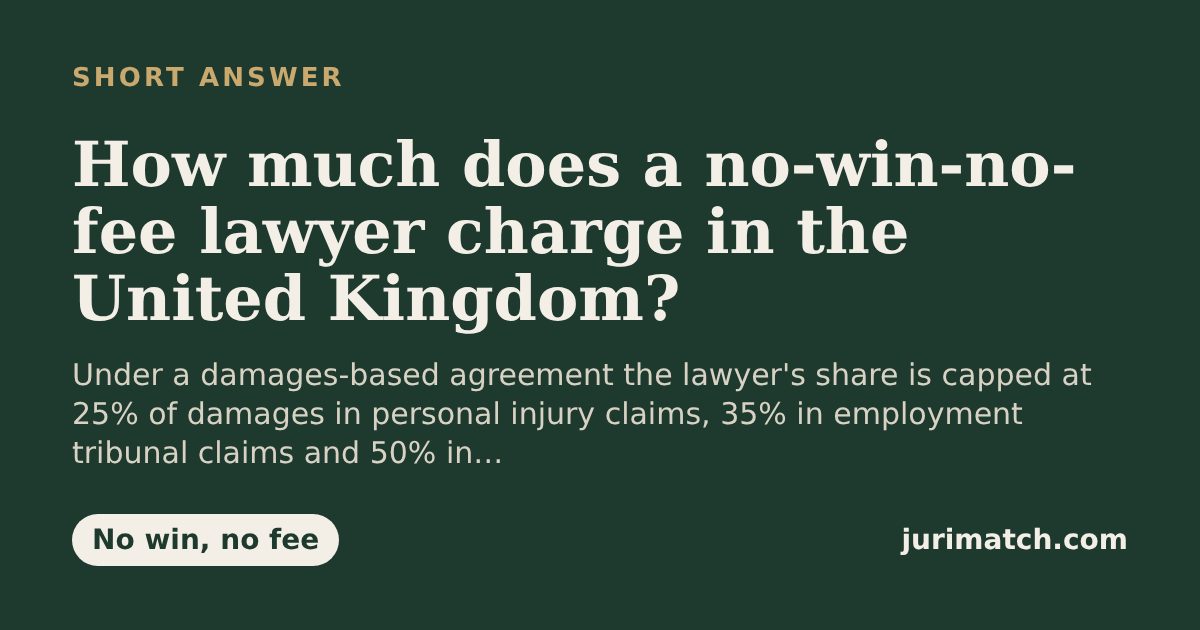 SHORT ANSWER
How much does a no-win-no-
fee lawyer charge in the
United Kingdom?
Under a damages-based agreement the lawyer's share is capped at
25% of damages in personal injury claims, 35% in employment
tribunal claims and 50% in…
No win, no fee
jurimatch.com